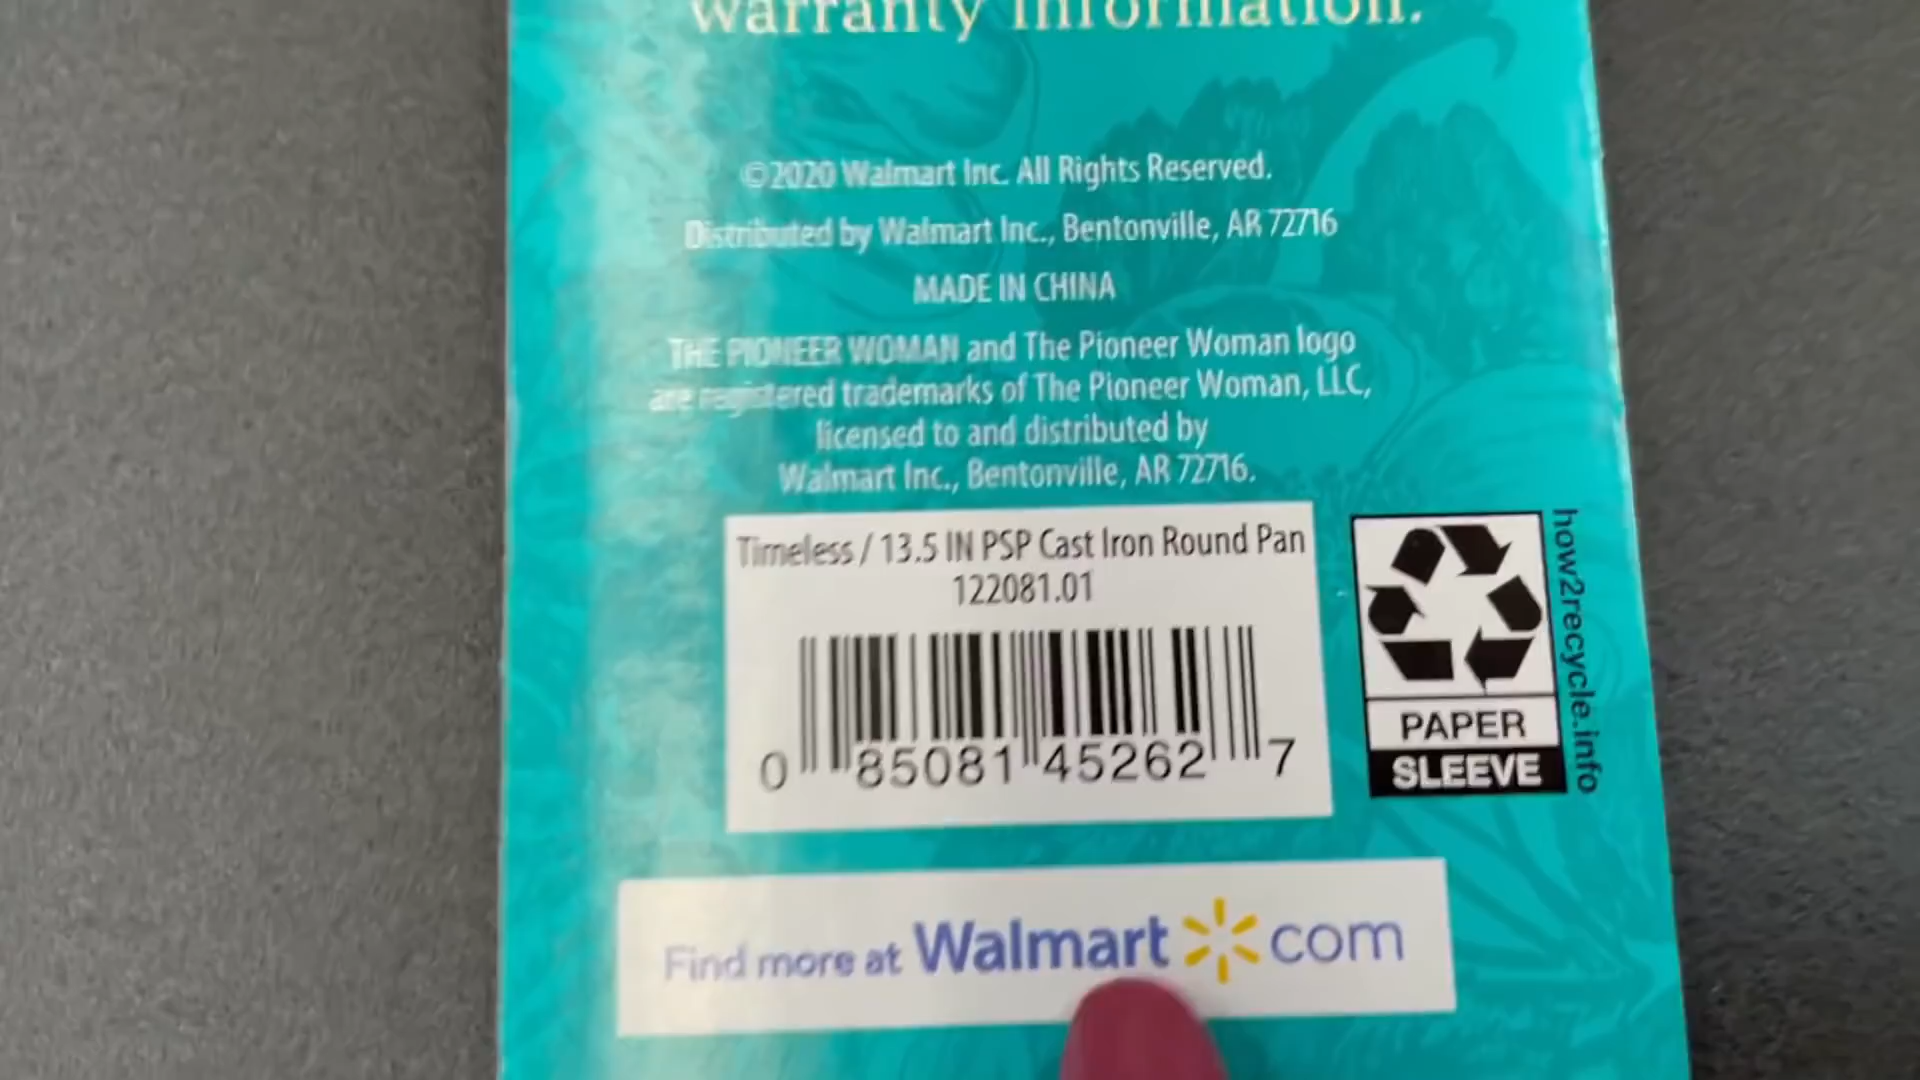 warranty information.
©2020 Walmart Inc. All Rights Reserved.
Distributed by Walmart Inc., Bentonville, AR 72716
MADE IN CHINA
THE PIONEER WOMAN and The Pioneer Woman logo
are registered trademarks of The Pioneer Woman, LLC,
licensed to and distributed by
Walmart Inc., Bentonville, AR 72716.
Timeless / 13.5 IN PSP Cast Iron Round Pan
122081.01
0 85081 45262 7
how2recycle.info
PAPER
SLEEVE
Find more at Walmart com